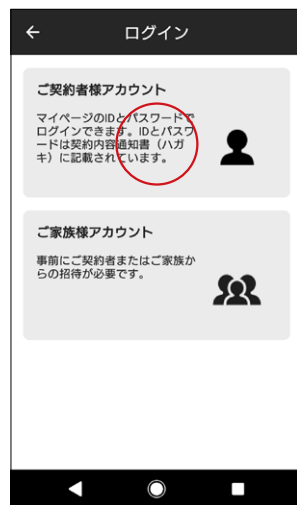 ログイン
ご契約者様アカウント
マイページのIDとパスワードで
ログインできます。IDとパスワ
ードは契約内容通知書（ハガ
キ）に記載されています。
ご家族様アカウント
事前にご契約者またはご家族か
らの招待が必要です。